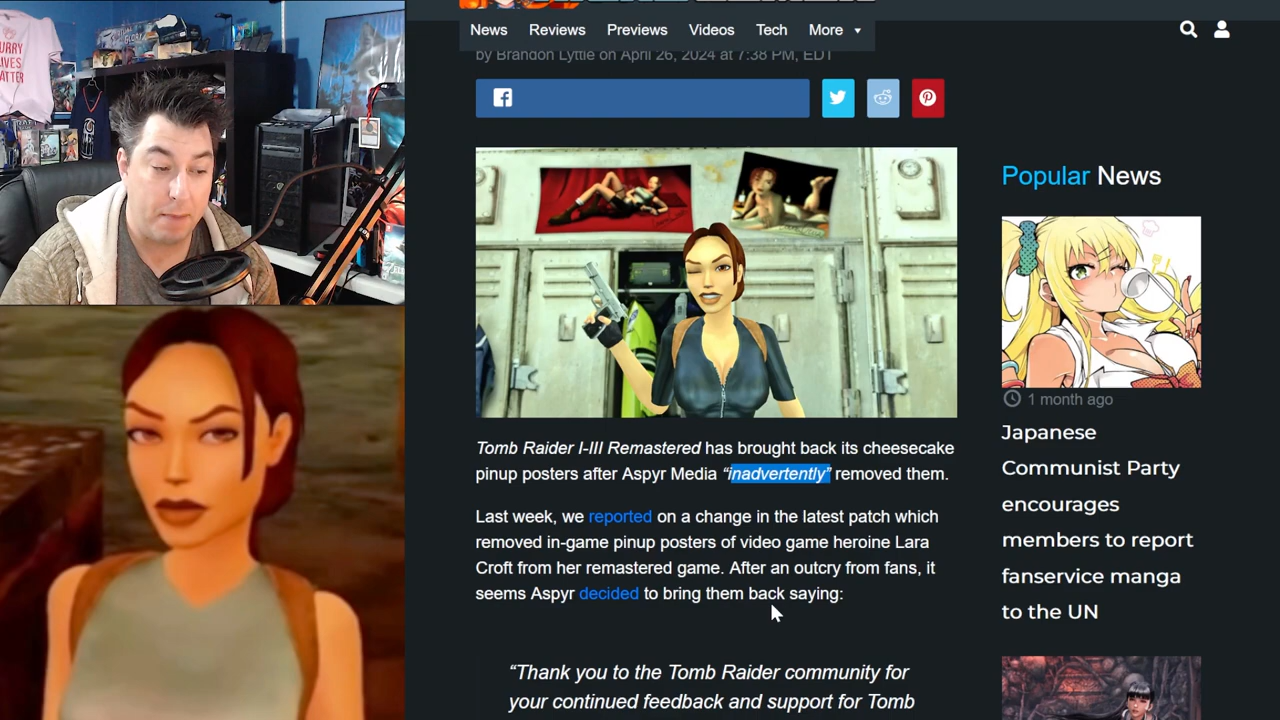 News Reviews Previews Videos Tech More
by Brandon Lyttle on April 26, 2024 at 7:38 PM, EDT
Popular News
Tomb Raider I-III Remastered has brought back its cheesecake
pinup posters after Aspyr Media “inadvertently” removed them.
Last week, we reported on a change in the latest patch which
removed in-game pinup posters of video game heroine Lara
Croft from her remastered game. After an outcry from fans, it
seems Aspyr decided to bring them back saying:
“Thank you to the Tomb Raider community for
your continued feedback and support for Tomb
1 month ago
Japanese
Communist Party
encourages
members to report
fanservice manga
to the UN